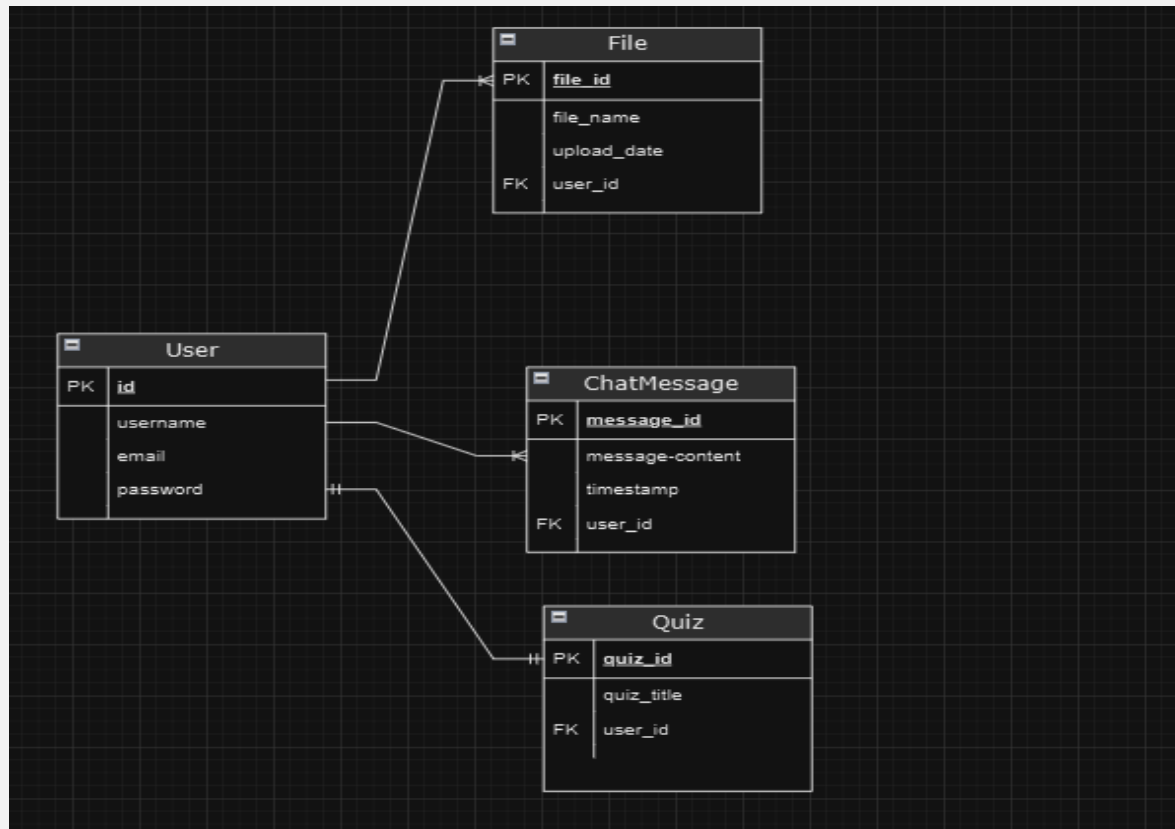 File
PK file_id
file_name
upload_date
FK user_id
User
PK id
username
email
password
ChatMessage
PK message_id
message-content
timestamp
FK user_id
Quiz
PK quiz_id
quiz_title
FK user_id